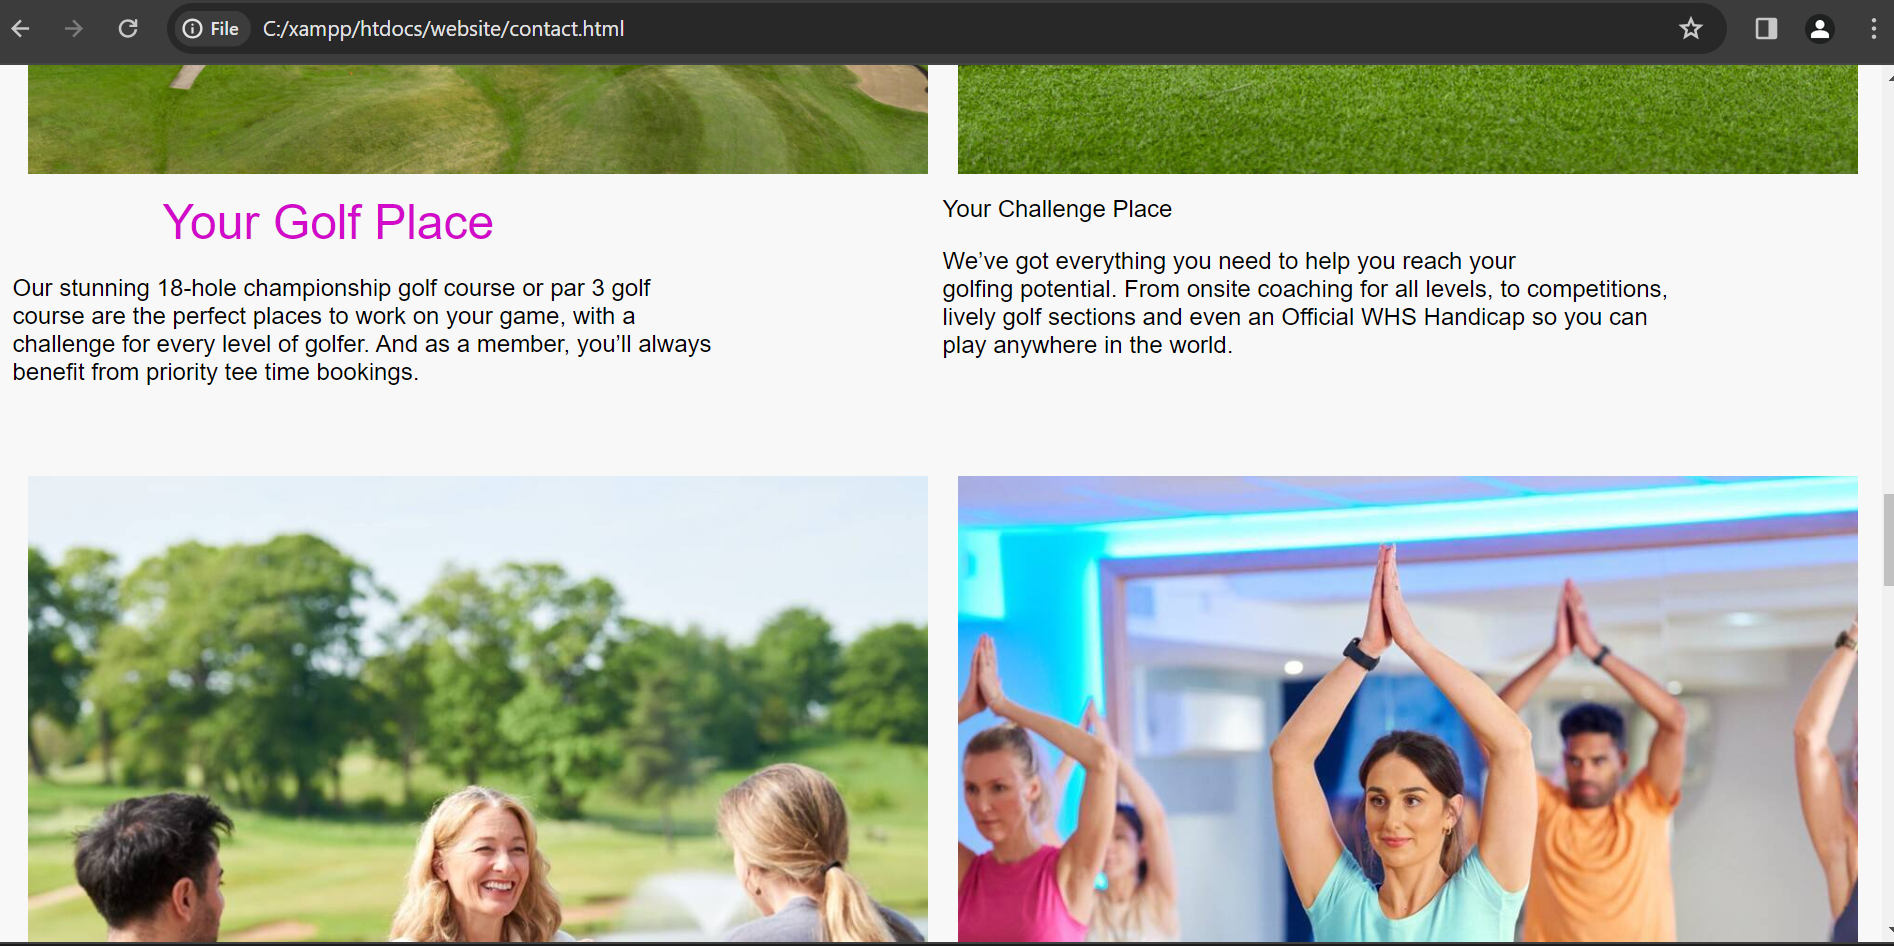 File C:/xampp/htdocs/website/contact.html
Your Golf Place
Our stunning 18-hole championship golf course or par 3 golf
course are the perfect places to work on your game, with a
challenge for every level of golfer. And as a member, you’ll always
benefit from priority tee time bookings.
Your Challenge Place
We’ve got everything you need to help you reach your
golfing potential. From onsite coaching for all levels, to competitions,
lively golf sections and even an Official WHS Handicap so you can
play anywhere in the world.